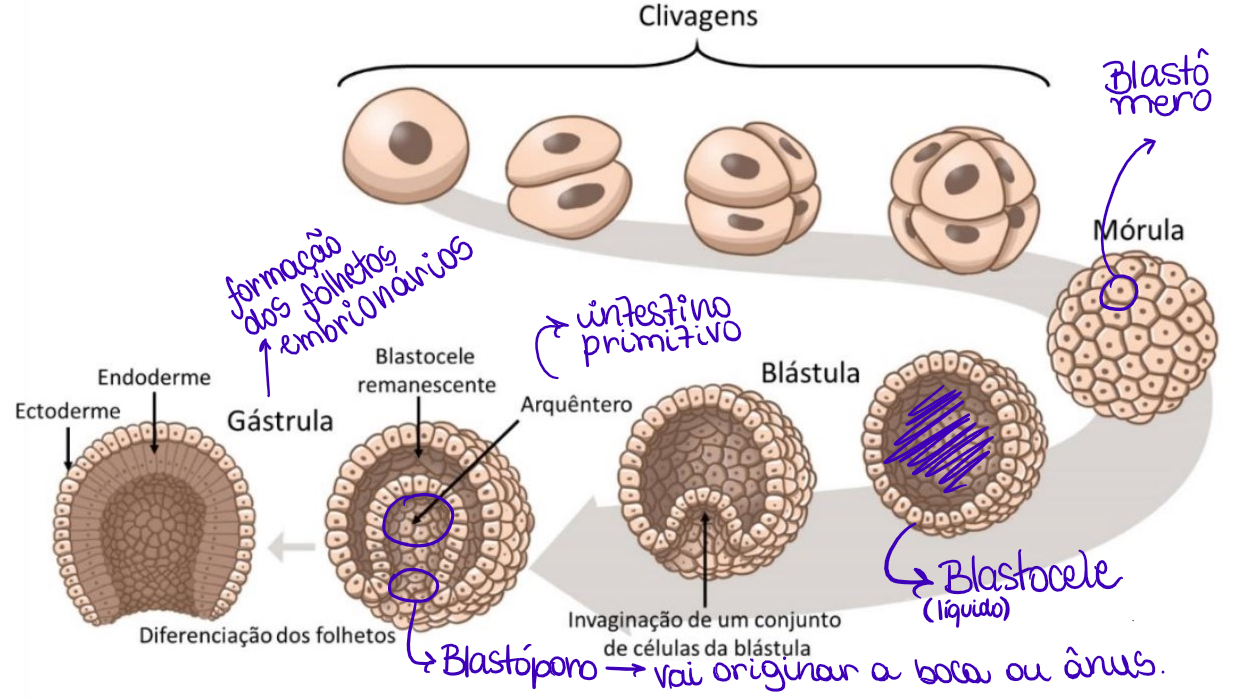 Clivagens
Blastô
mero
Mórula
formação
dos folhetos
embrionários
intestino
primitivo
Blastocele
remanescente
Endoderme
Ectoderme
Gástrula
Arquêntero
Blástula
Blastocele
(líquido)
Invaginação de um conjunto
de células da blástula
Diferenciação dos folhetos
Blastóporo → vai originar a boca ou ânus.